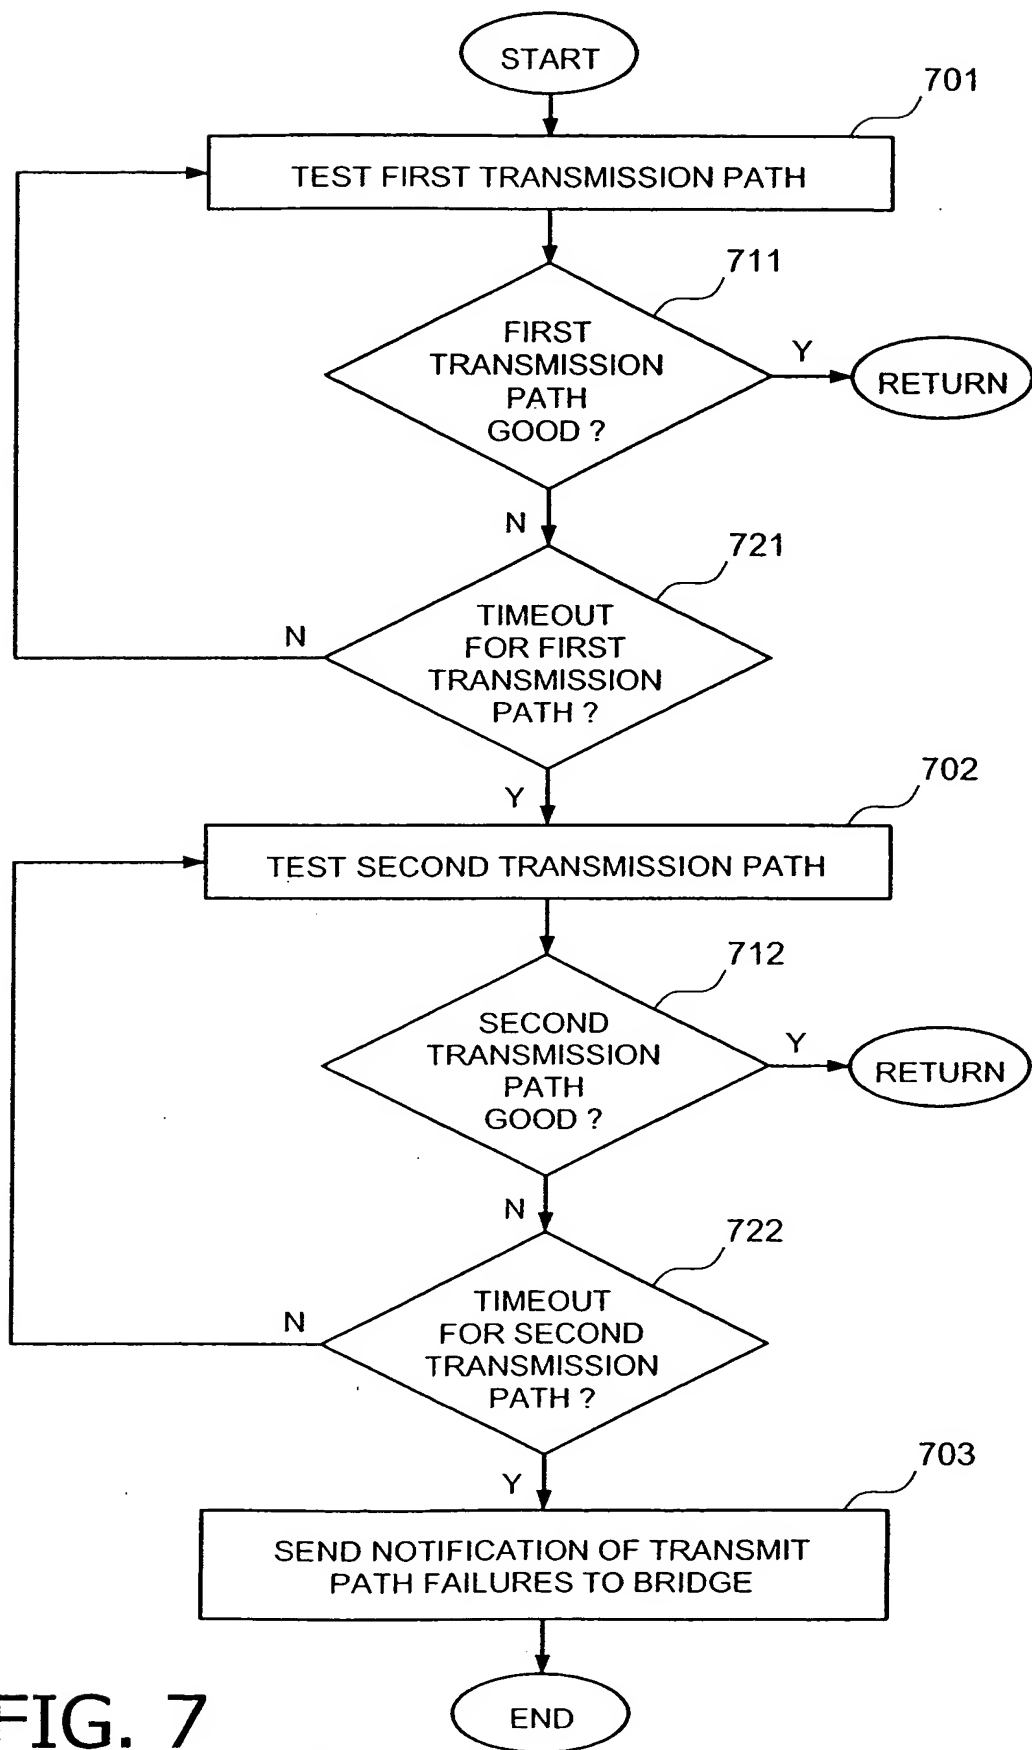 START
701
TEST FIRST TRANSMISSION PATH
711
FIRST
TRANSMISSION
PATH
GOOD ?
Y
RETURN
N
721
TIMEOUT
FOR FIRST
TRANSMISSION
PATH ?
N
Y
702
TEST SECOND TRANSMISSION PATH
712
SECOND
TRANSMISSION
PATH
GOOD ?
Y
RETURN
N
722
TIMEOUT
FOR SECOND
TRANSMISSION
PATH ?
N
Y
703
SEND NOTIFICATION OF TRANSMIT
PATH FAILURES TO BRIDGE
END
FIG. 7